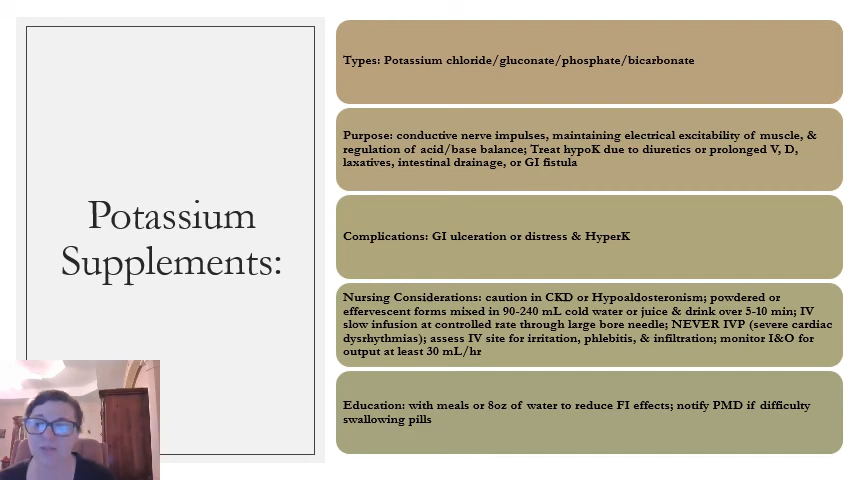 Potassium
Supplements:
Types: Potassium chloride/gluconate/phosphate/bicarbonate
Purpose: conductive nerve impulses, maintaining electrical excitability of muscle, &
regulation of acid/base balance; Treat hypoK due to diuretics or prolonged V, D,
laxatives, intestinal drainage, or GI fistula
Complications: GI ulceration or distress & HyperK
Nursing Considerations: caution in CKD or Hypoaldosteronism; powdered or
effervescent forms mixed in 90-240 mL cold water or juice & drink over 5-10 min; IV
slow infusion at controlled rate through large bore needle; NEVER IVP (severe cardiac
dysrhythmias); assess IV site for irritation, phlebitis, & infiltration; monitor I&O for
output at least 30 mL/hr
Education: with meals or 8oz of water to reduce FI effects; notify PMD if difficulty
swallowing pills